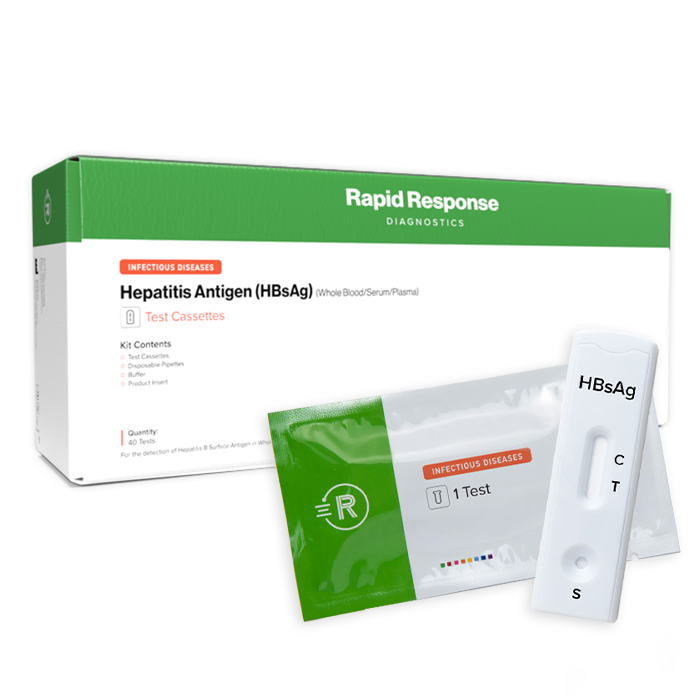 Rapid Response
DIAGNOSTICS
INFECTIOUS DISEASES
Hepatitis Antigen (HBsAg) (Whole Blood/Serum/Plasma)
Test Cassettes
Kit Contents
Test Cassettes
Disposable Pipettes
Buffer
Product Insert
Quantity:
40 Tests
For the detection of Hepatitis B Surface Antigen in Whole
R
INFECTIOUS DISEASES
1 Test
HBsAg
C
T
S